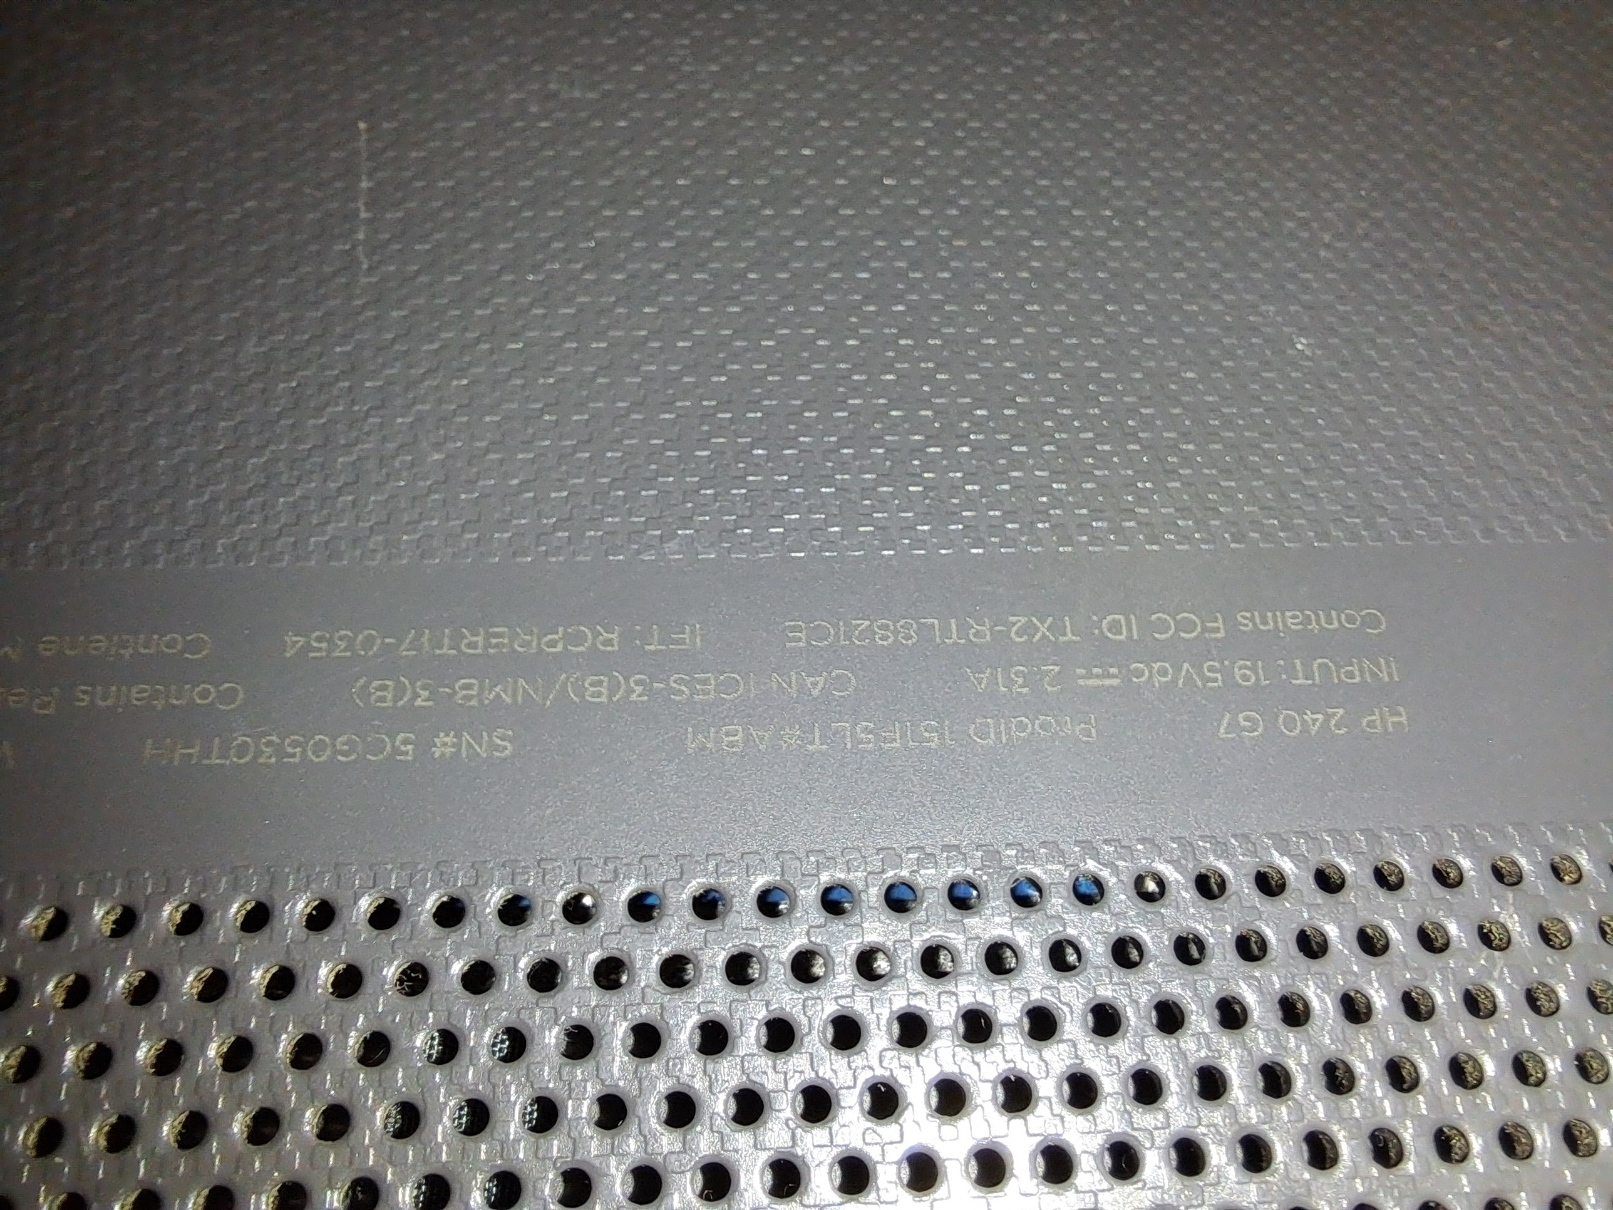 HP 240 G7 ProdID 151F5LT#ABM SN# 5CG0530THH
INPUT: 19.5Vdc ⎓ 2.31A CAN ICES-3(B)/NMB-3(B) Contains
Contains FCC ID: TX2-RTL8821CE IFT: RCPRERT17-0354 Contiene